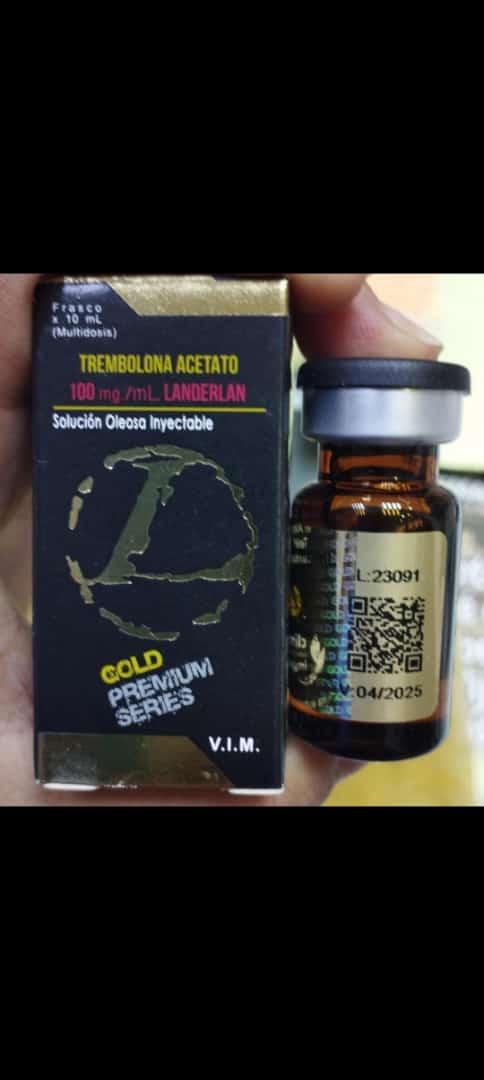 Frasco
x 10 mL
(Multidosis)
TREMBOLONA ACETATO
100 mg./mL. LANDERLAN
Solución Oleosa Inyectable
GOLD
PREMIUM
SERIES
V.I.M.
L:23091
V:04/2025
GOLD